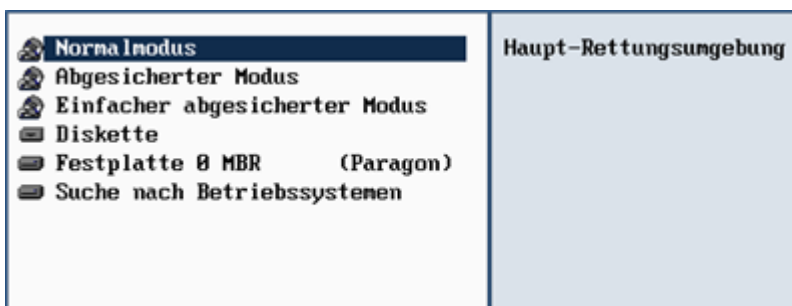 Normalmodus
Abgesicherter Modus
Einfacher abgesicherter Modus
Diskette
Festplatte 0 MBR (Paragon)
Suche nach Betriebssystemen
Haupt-Rettungsumgebung